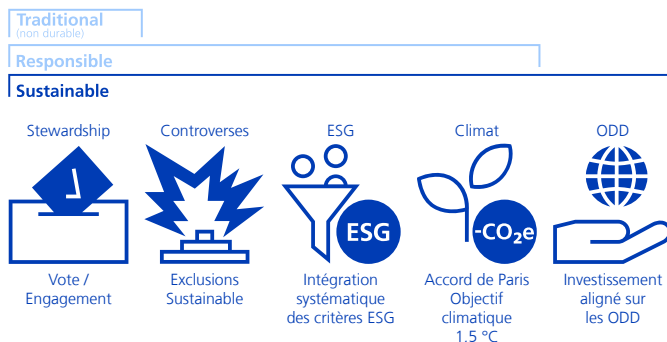 Traditional
(non durable)
Responsible
Sustainable
Stewardship
Controverses
ESG
Climat
ODD
ESG
-CO₂e
Vote /
Engagement
Exclusions
Sustainable
Intégration
systématique
des critères ESG
Accord de Paris
Objectif
climatique
1.5 °C
Investissement
aligné sur
les ODD